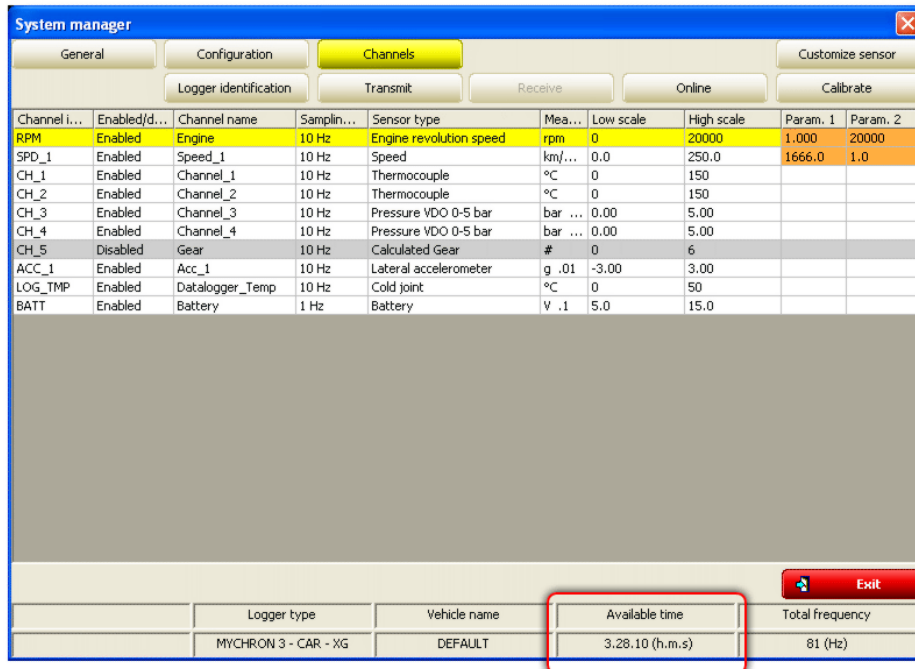 System manager
General Configuration Channels Customize sensor
Logger identification Transmit Receive Online Calibrate
Channel i... Enabled/d... Channel name Samplin... Sensor type Mea... Low scale High scale Param. 1 Param. 2
RPM Enabled Engine 10 Hz Engine revolution speed rpm 0 20000 1.000 20000
SPD_1 Enabled Speed_1 10 Hz Speed km/... 0.0 250.0 1666.0 1.0
CH_1 Enabled Channel_1 10 Hz Thermocouple °C 0 150
CH_2 Enabled Channel_2 10 Hz Thermocouple °C 0 150
CH_3 Enabled Channel_3 10 Hz Pressure VDO 0-5 bar bar ... 0.00 5.00
CH_4 Enabled Channel_4 10 Hz Pressure VDO 0-5 bar bar ... 0.00 5.00
CH_5 Disabled Gear 10 Hz Calculated Gear # 0 6
ACC_1 Enabled Acc_1 10 Hz Lateral accelerometer g .01 -3.00 3.00
LOG_TMP Enabled Datalogger_Temp 10 Hz Cold joint °C 0 50
BATT Enabled Battery 1 Hz Battery V .1 5.0 15.0
Exit
Logger type Vehicle name Available time Total frequency
MYCHRON 3 - CAR - XG DEFAULT 3.28.10 (h.m.s) 81 (Hz)